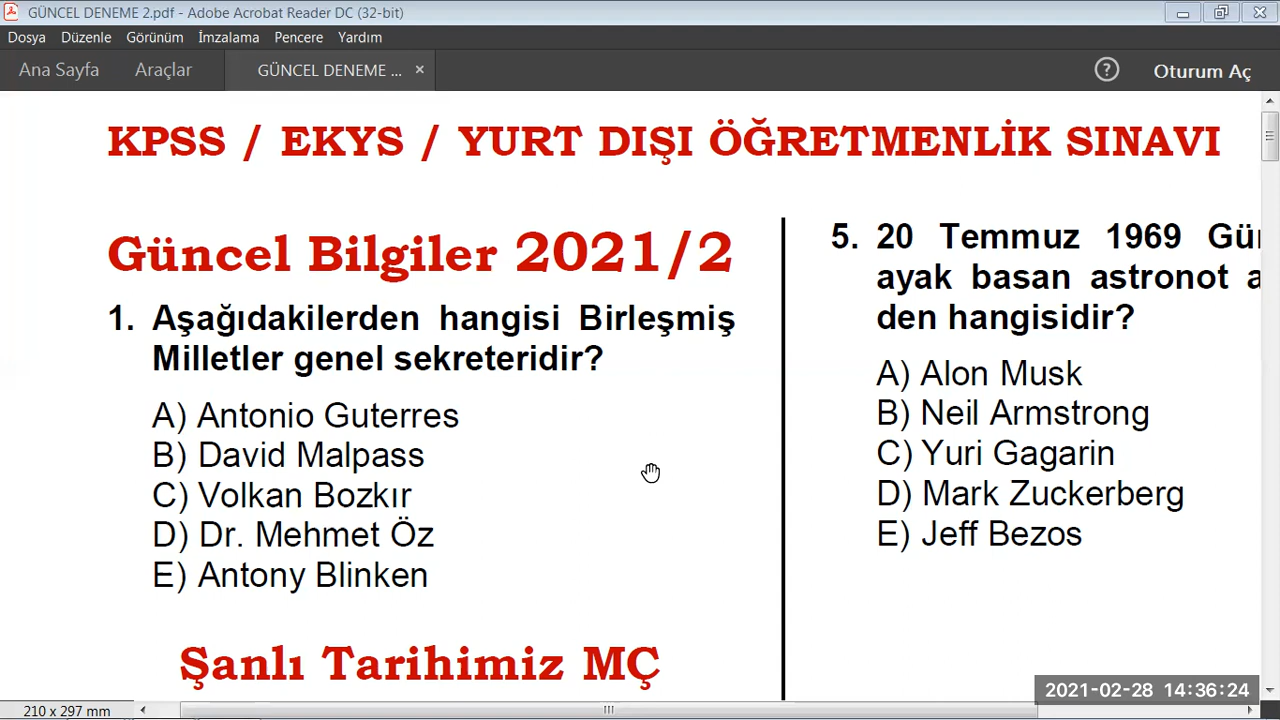 GÜNCEL DENEME 2.pdf - Adobe Acrobat Reader DC (32-bit)
Dosya Düzenle Görünüm İmzalama Pencere Yardım
Ana Sayfa Araçlar GÜNCEL DENEME ... × ? Oturum Aç
KPSS / EKYS / YURT DIŞI ÖĞRETMENLİK SINAVI
Güncel Bilgiler 2021/2
1. Aşağıdakilerden hangisi Birleşmiş
Milletler genel sekreteridir?
A) Antonio Guterres
B) David Malpass
C) Volkan Bozkır
D) Dr. Mehmet Öz
E) Antony Blinken
Şanlı Tarihimiz MÇ
5. 20 Temmuz 1969 Gü
ayak basan astronot a
den hangisidir?
A) Alon Musk
B) Neil Armstrong
C) Yuri Gagarin
D) Mark Zuckerberg
E) Jeff Bezos
2021-02-28 14:36:24
210 x 297 mm